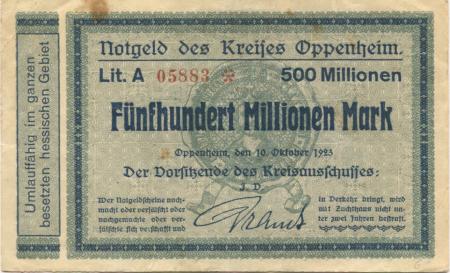 Notgeld des Kreises Oppenheim.
Lit. A 05883 * 500 Millionen
Fünfhundert Millionen Mark
Oppenheim, den 10. Oktober 1923
Der Vorsitzende des Kreisausschusses:
J. D.
Wer Notgeldscheine nach-
macht oder verfälscht oder
nachgemachte oder ver-
fälschte sich verschafft und
in Verkehr bringt, wird
mit Zuchthaus nicht un-
ter zwei Jahren bestraft.
Umlauffähig im ganzen
besetzten hessischen Gebiet